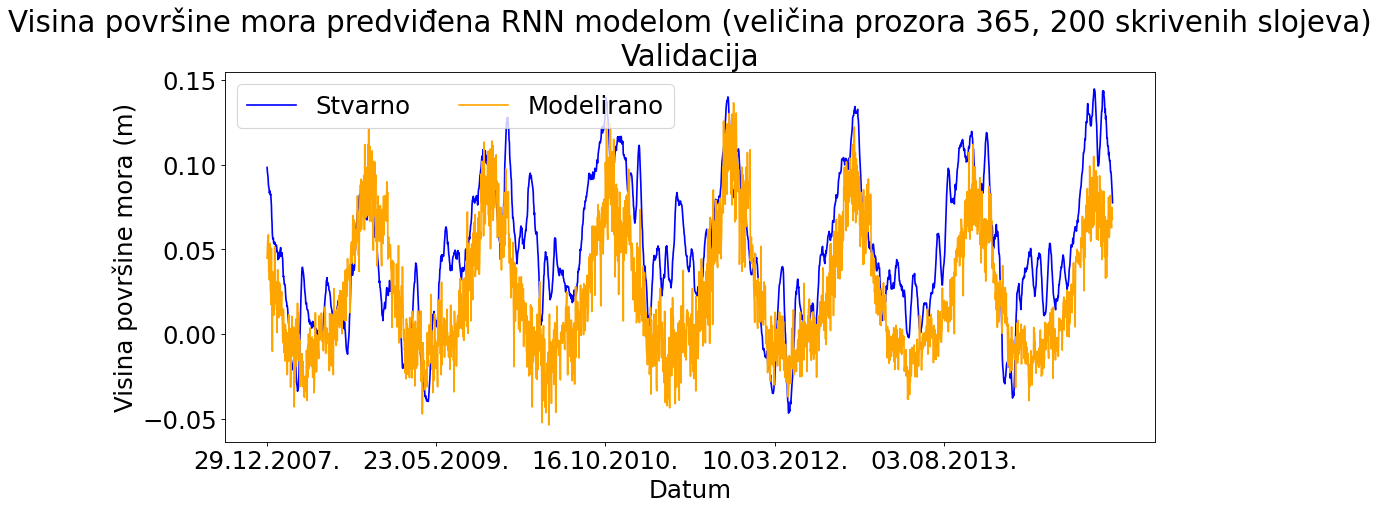 Visina površine mora predviđena RNN modelom (veličina prozora 365, 200 skrivenih slojeva)
Validacija
Stvarno Modelirano
Visina površine mora (m)
0.15
0.10
0.05
0.00
−0.05
29.12.2007. 23.05.2009. 16.10.2010. 10.03.2012. 03.08.2013.
Datum